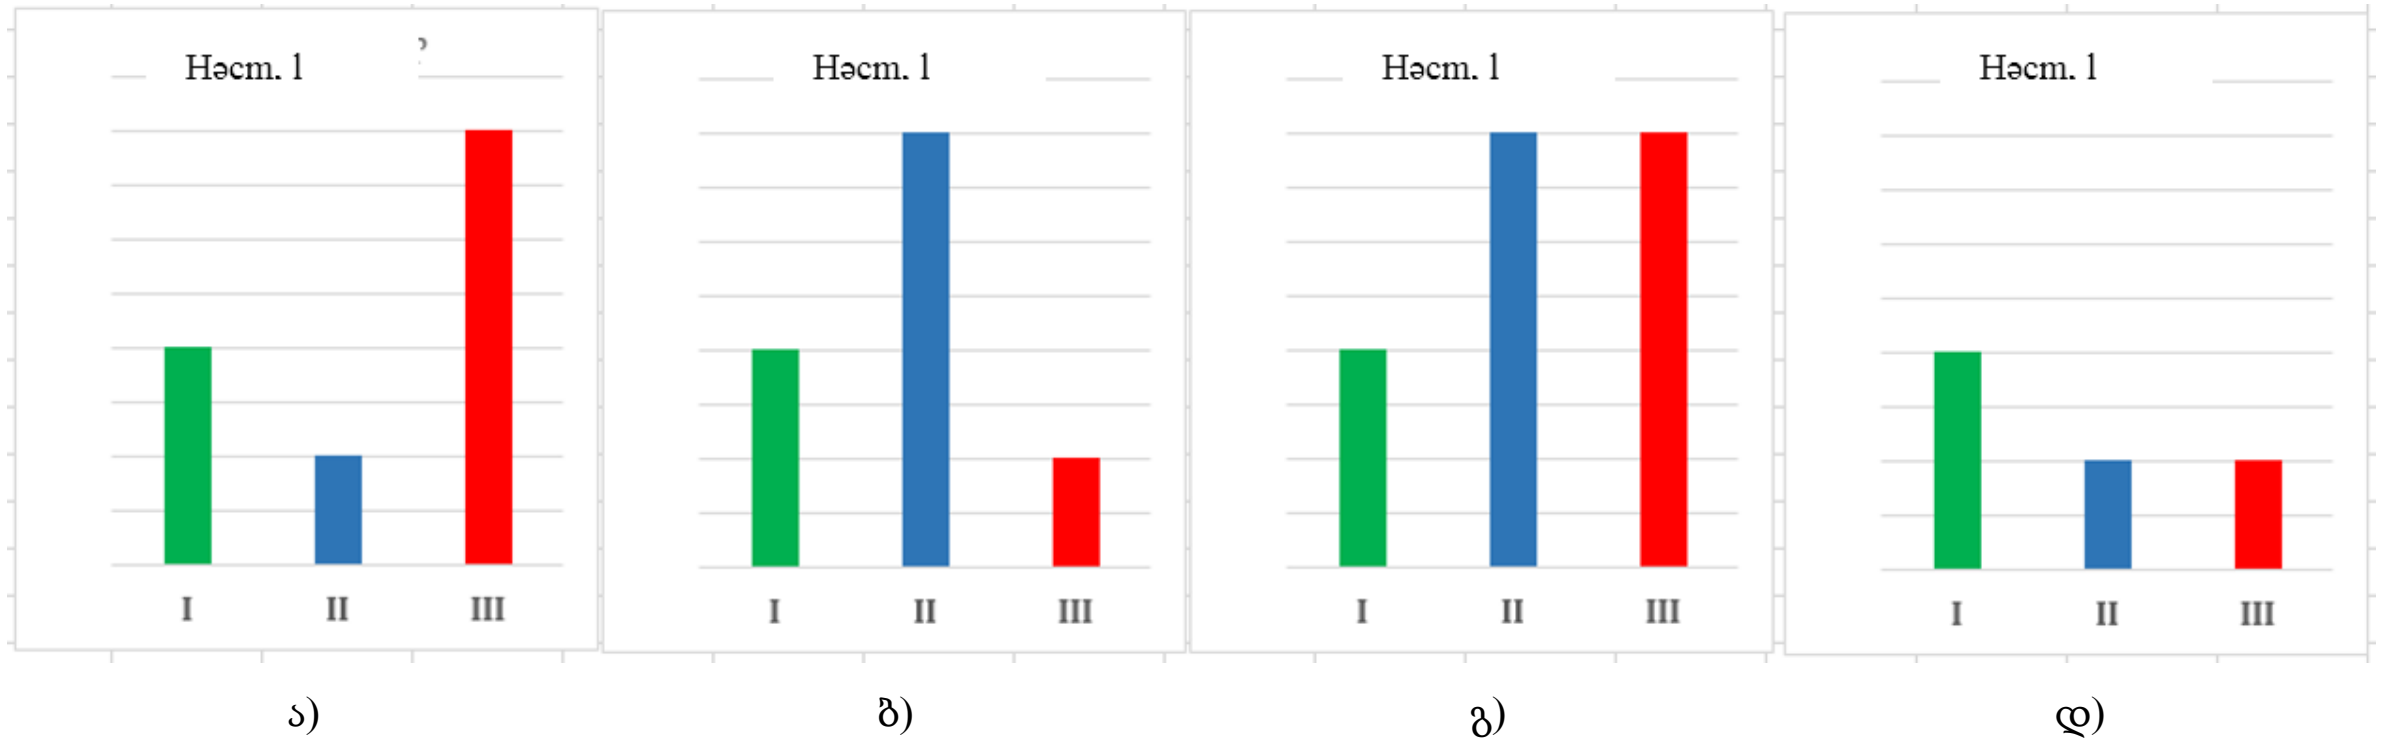 Həcm. l
I II III
ა)
Həcm. l
I II III
ბ)
Həcm. l
I II III
გ)
Həcm. l
I II III
დ)